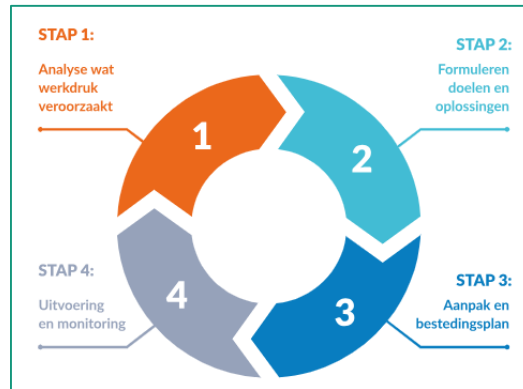 STAP 1:
Analyse wat
werkdruk
veroorzaakt
1
STAP 2:
Formuleren
doelen en
oplossingen
2
STAP 3:
Aanpak en
bestedingsplan
3
STAP 4:
Uitvoering
en monitoring
4